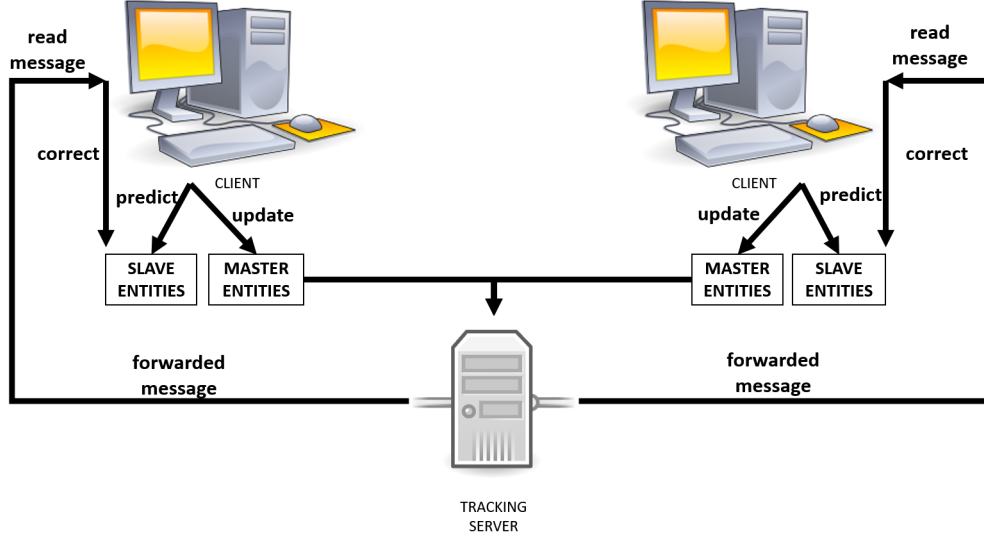 read
message
correct
CLIENT
predict
update
SLAVE
ENTITIES
MASTER
ENTITIES
forwarded
message
read
message
correct
CLIENT
update
predict
MASTER
ENTITIES
SLAVE
ENTITIES
forwarded
message
TRACKING
SERVER